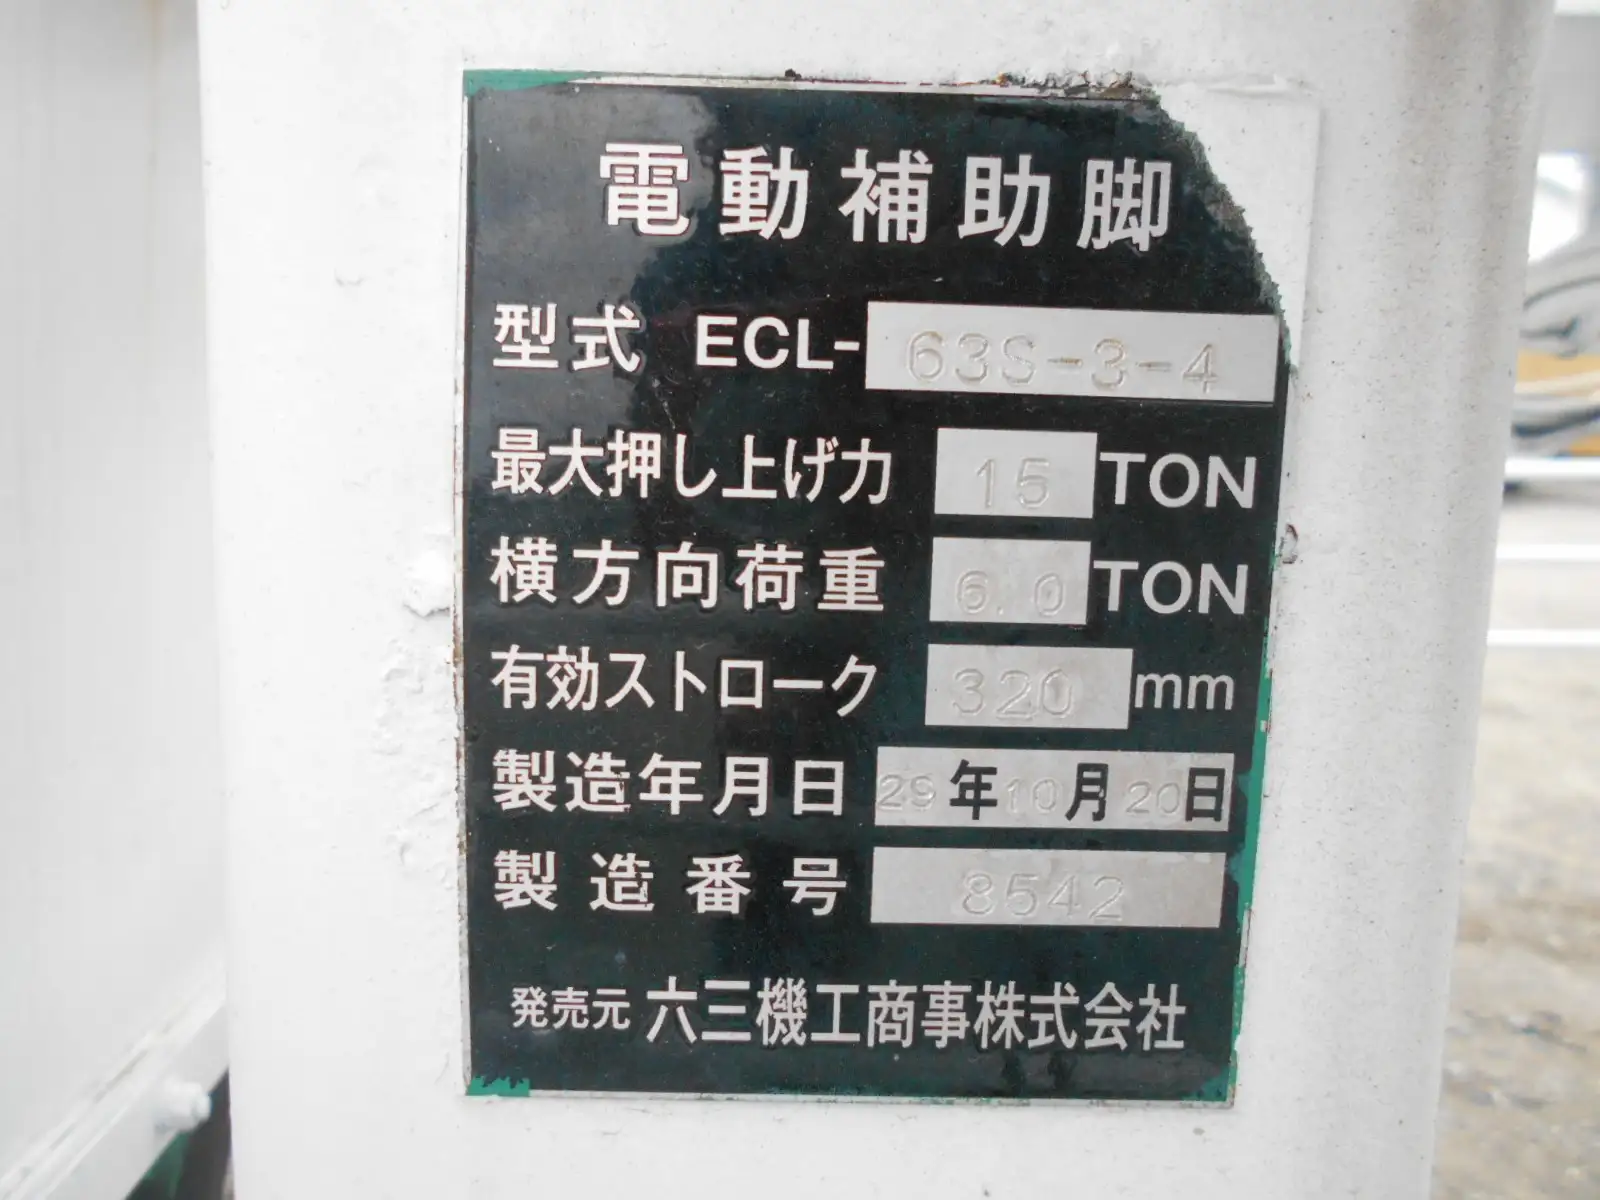 電動補助脚
型式 ECL-63S-3-4
最大押し上げ力 15 TON
横方向荷重 6.0 TON
有効ストローク 320 mm
製造年月日 29年10月20日
製造番号 8542
発売元 六三機工商事株式会社